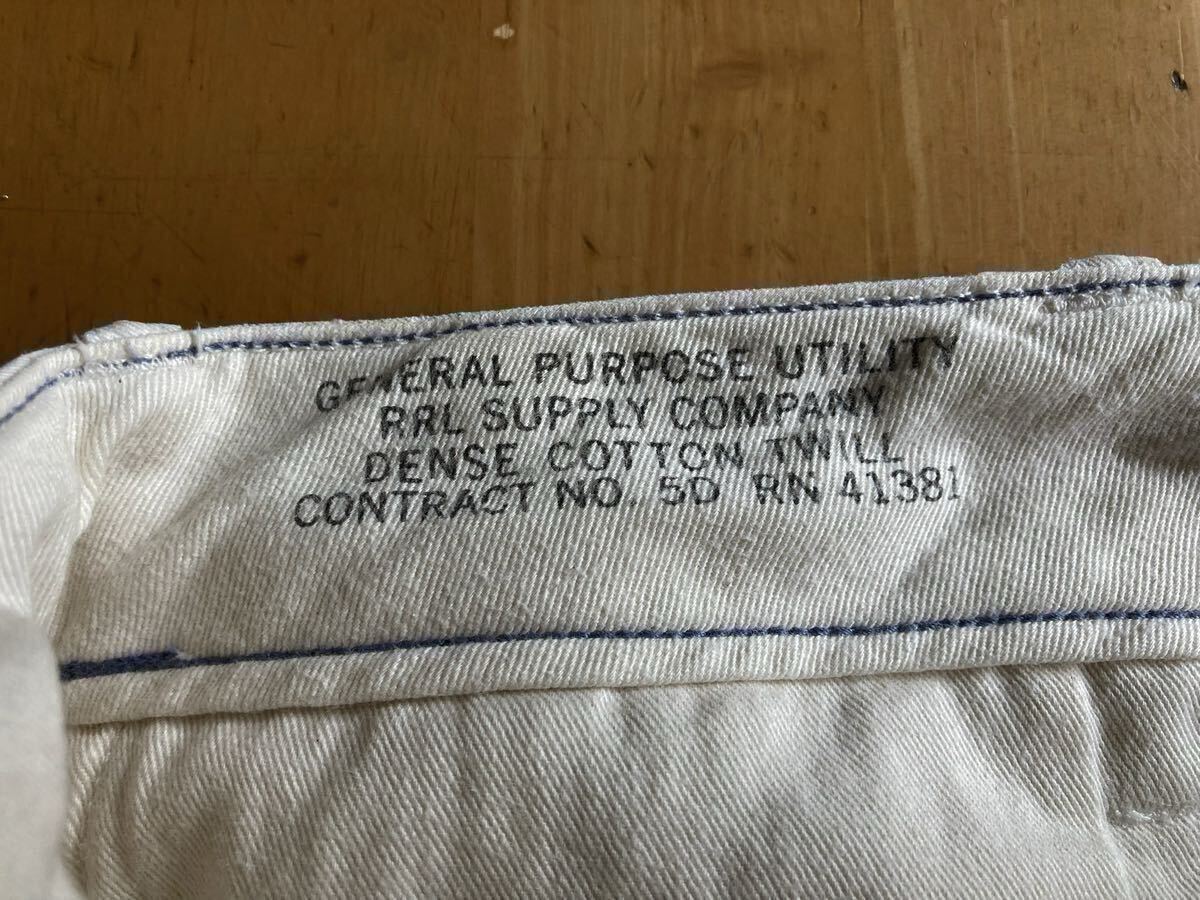 GENERAL PURPOSE UTILITY
RRL SUPPLY COMPANY
DENSE COTTON TWILL
CONTRACT NO. 5D RN 41381